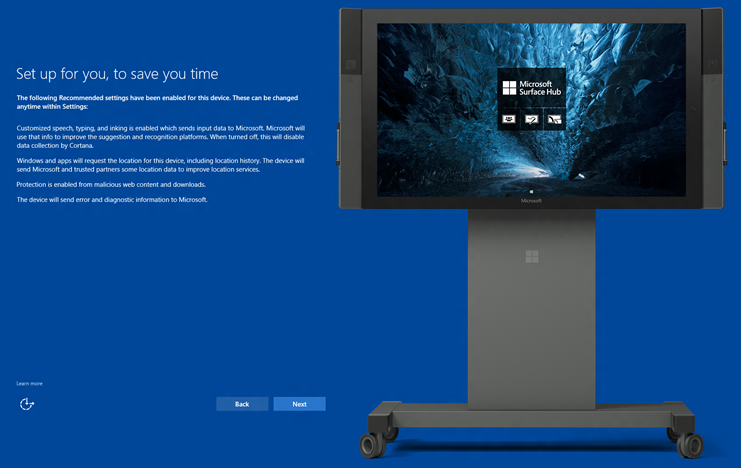 Set up for you, to save you time
The following Recommended settings have been enabled for this device. These can be changed
anytime within Settings:
Customized speech, typing, and inking is enabled which sends input data to Microsoft. Microsoft will
use that info to improve the suggestion and recognition platforms. When turned off, this will disable
data collection by Cortana.
Windows and apps will request the location for this device, including location history. The device will
send Microsoft and trusted partners some location data to improve location services.
Protection is enabled from malicious web content and downloads.
The device will send error and diagnostic information to Microsoft.
Learn more
Back
Next
Microsoft
Surface Hub
Microsoft